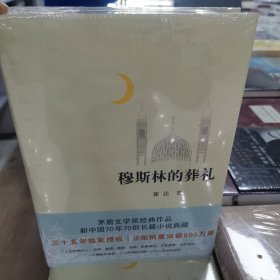 穆斯林的葬礼
霍达 著
茅盾文学奖经典作品
新中国70年70部长篇小说典藏
三十五年独家授权 正版销量突破500万册